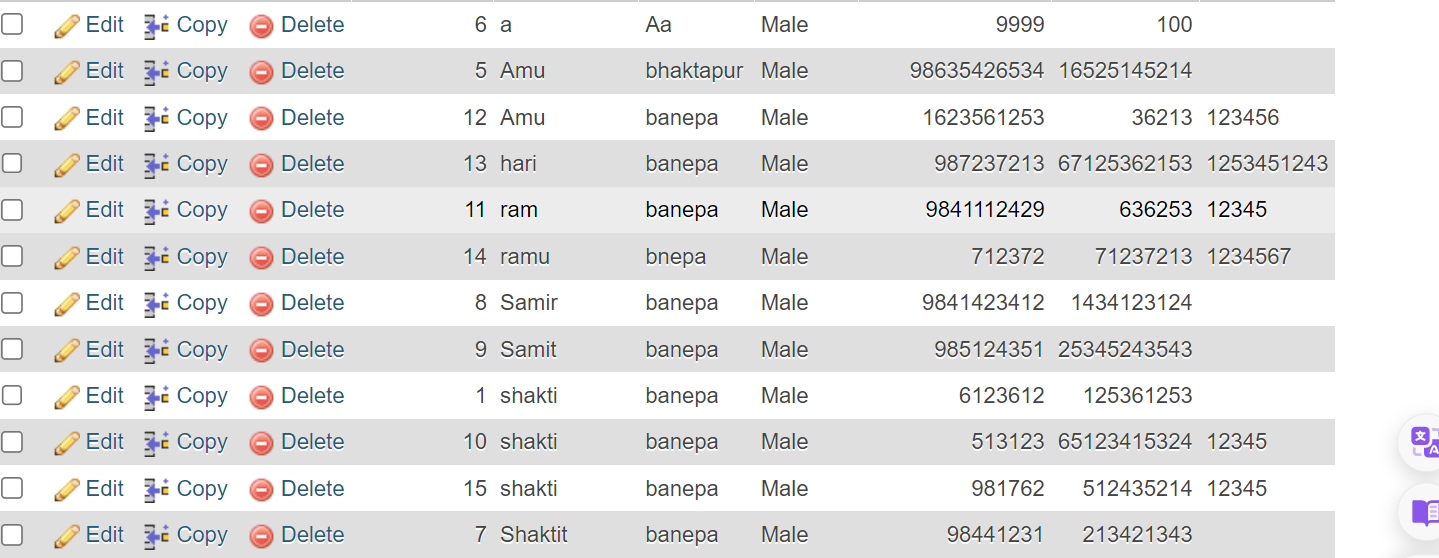 Edit Copy Delete 6 a Aa Male 9999 100
Edit Copy Delete 5 Amu bhaktapur Male 98635426534 16525145214
Edit Copy Delete 12 Amu banepa Male 1623561253 36213 123456
Edit Copy Delete 13 hari banepa Male 987237213 67125362153 1253451243
Edit Copy Delete 11 ram banepa Male 9841112429 636253 12345
Edit Copy Delete 14 ramu bnepa Male 712372 71237213 1234567
Edit Copy Delete 8 Samir banepa Male 9841423412 1434123124
Edit Copy Delete 9 Samit banepa Male 985124351 25345243543
Edit Copy Delete 1 shakti banepa Male 6123612 125361253
Edit Copy Delete 10 shakti banepa Male 513123 65123415324 12345
Edit Copy Delete 15 shakti banepa Male 981762 512435214 12345
Edit Copy Delete 7 Shaktit banepa Male 98441231 213421343